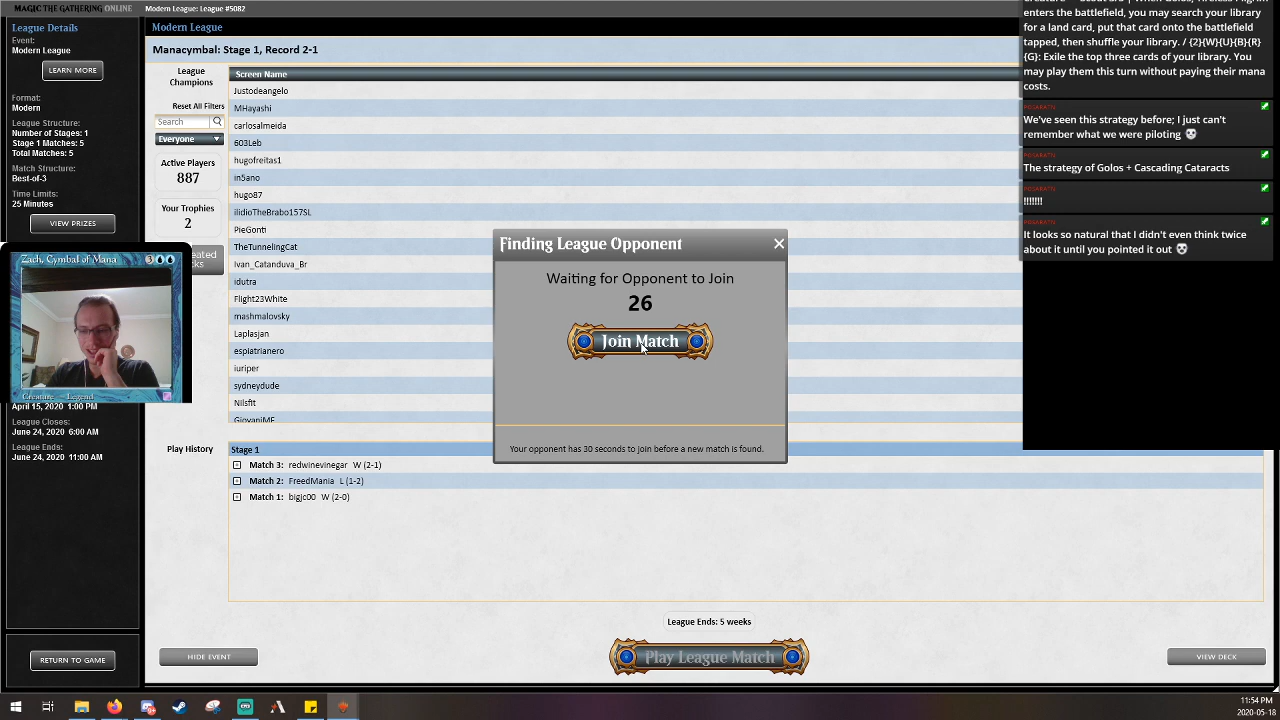 MAGIC THE GATHERING ONLINE
Modern League: League #5082
League Details
Event:
Modern League
LEARN MORE
Format:
Modern
League Structure:
Number of Stages: 1
Stage 1 Matches: 5
Total Matches: 5
Match Structure:
Best-of-3
Time Limits:
25 Minutes
VIEW PRIZES
Zach, Cymbal of Mana
3
Creature — Legend
April 15, 2020 1:00 PM
League Closes:
June 24, 2020 6:00 AM
League Ends:
June 24, 2020 11:00 AM
RETURN TO GAME
Modern League
Manacymbal: Stage 1, Record 2-1
League
Champions
Reset All Filters
Search
Everyone
Active Players
887
Your Trophies
2
Screen Name
Justodeangelo
MHayashi
carlosalmeida
603Leb
hugofreitas1
in5ano
hugo87
ilidioTheBrabo157SL
PieGonti
TheTunnelingCat
Ivan_Catanduva_Br
idutra
Flight23White
mashmalovsky
Laplasjan
espiatrianero
iuriper
sydneydude
Nilsfit
GiovaniMF
Finding League Opponent
Waiting for Opponent to Join
26
Join Match
Your opponent has 30 seconds to join before a new match is found.
Play History
Stage 1
Match 3: redwinevinegar W (2-1)
Match 2: FreedMania L (1-2)
Match 1: bigjc00 W (2-0)
League Ends: 5 weeks
HIDE EVENT
Play League Match
VIEW DECK
enters the battlefield, you may search your library
for a land card, put that card onto the battlefield
tapped, then shuffle your library. / {2}{W}{U}{B}{R}
{G}: Exile the top three cards of your library. You
may play them this turn without paying their mana
costs.
We've seen this strategy before; I just can't
remember what we were piloting 💀
The strategy of Golos + Cascading Cataracts
!!!!!!!
It looks so natural that I didn't even think twice
about it until you pointed it out 💀
11:54 PM
2020-05-18